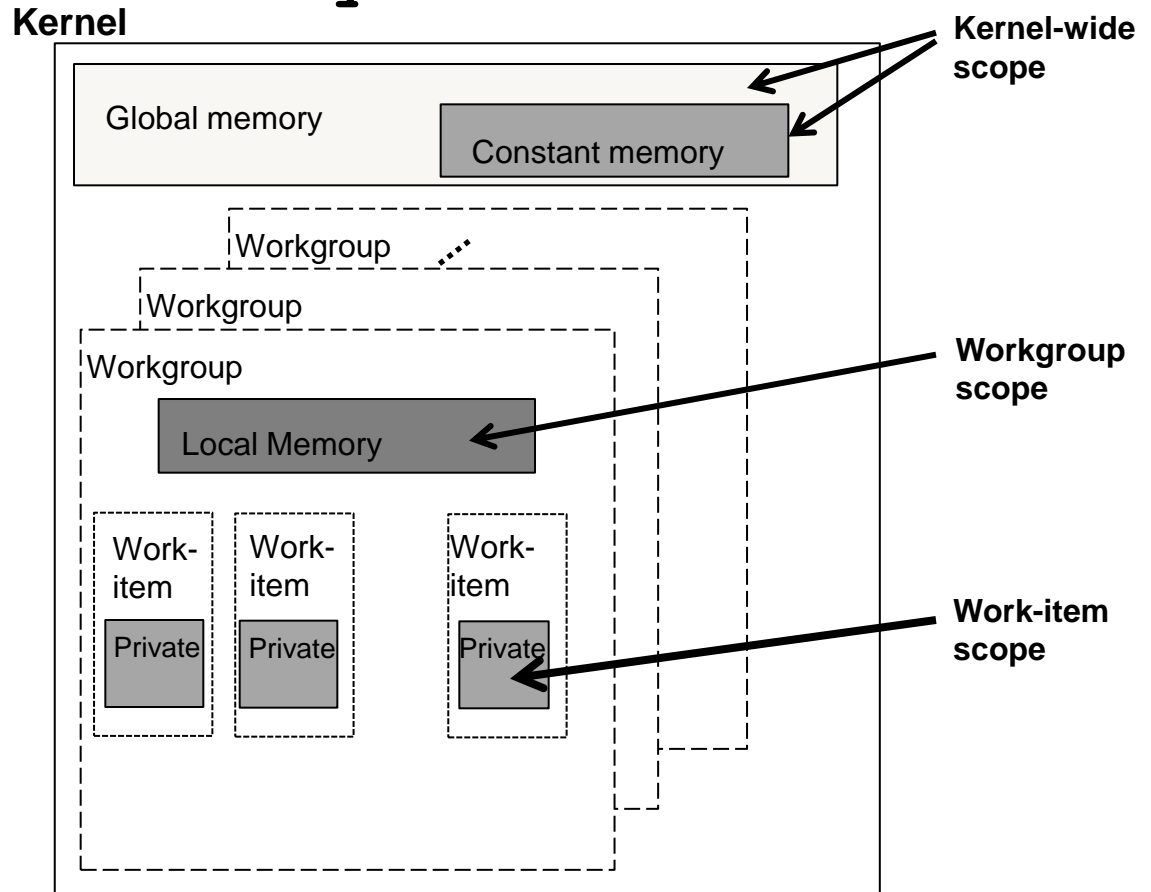 Kernel
Kernel-wide
scope
Global memory
Constant memory
Workgroup
Workgroup
Workgroup
Workgroup
scope
Local Memory
Work-
item
Private
Work-
item
Private
Work-
item
Private
Work-item
scope